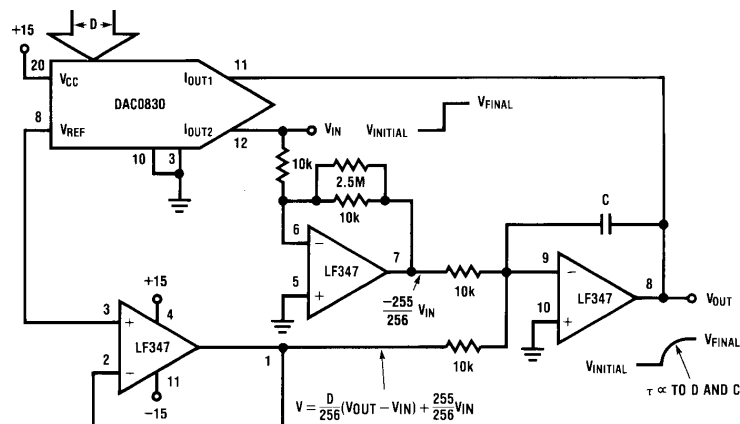 D
+15
20
VCC
IOUT1
11
DAC0830
8
VREF
IOUT2
12
VIN
VINITIAL
VFINAL
10
3
10k
2.5M
10k
C
6
−
LF347
7
5
+
−255/256 VIN
10k
9
−
LF347
8
VOUT
10
+
+15
4
3
+
LF347
2
−
11
−15
1
10k
VINITIAL
VFINAL
τ ∝ TO D AND C
V = D/256 (VOUT − VIN) + 255/256 VIN